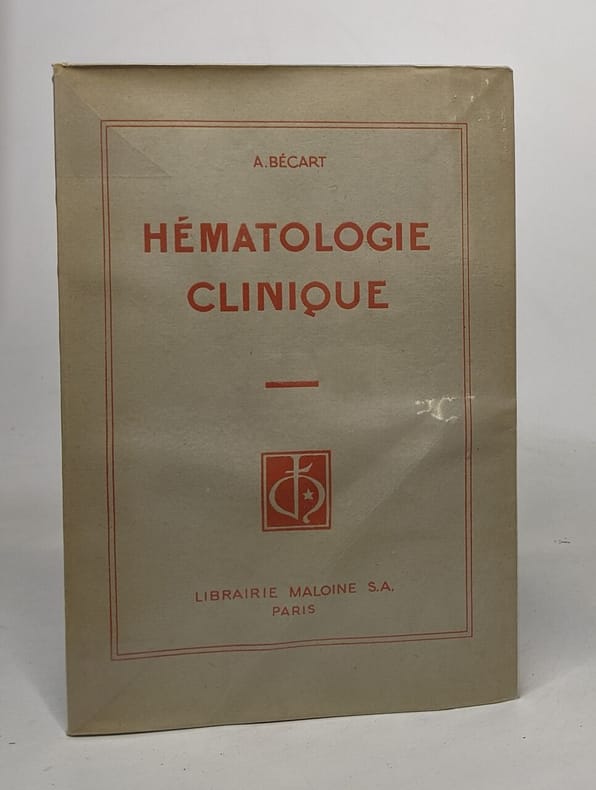 A. BÉCART
HÉMATOLOGIE
CLINIQUE
LIBRAIRIE MALOINE S.A.
PARIS